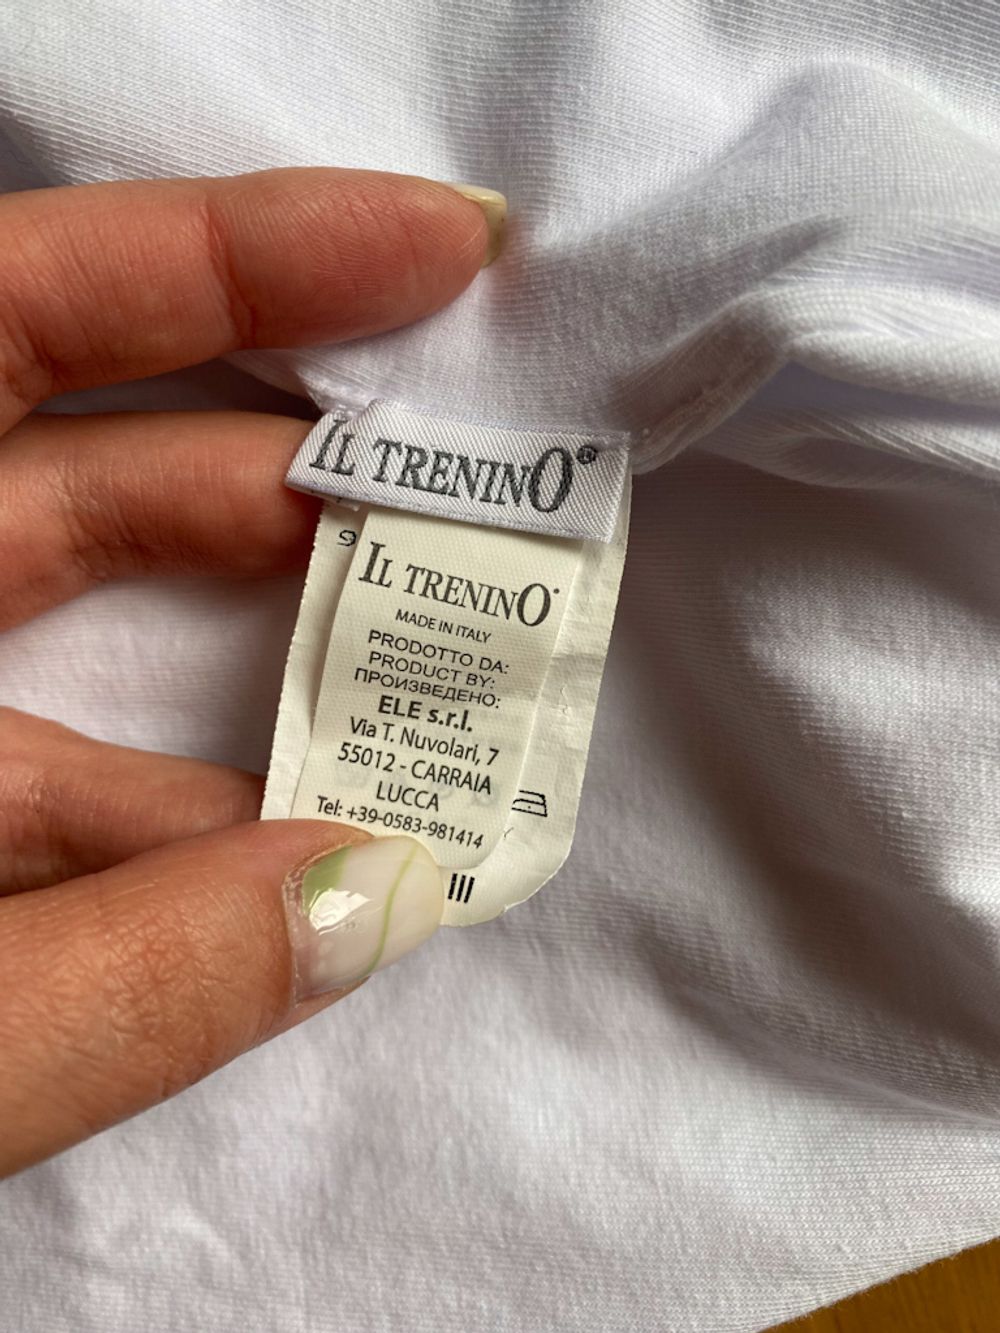 IL TRENINO®
9
IL TRENINO
MADE IN ITALY
PRODOTTO DA:
PRODUCT BY:
ПРОИЗВЕДЕНО:
ELE s.r.l.
Via T. Nuvolari, 7
55012 - CARRAIA
LUCCA
Tel: +39-0583-981414